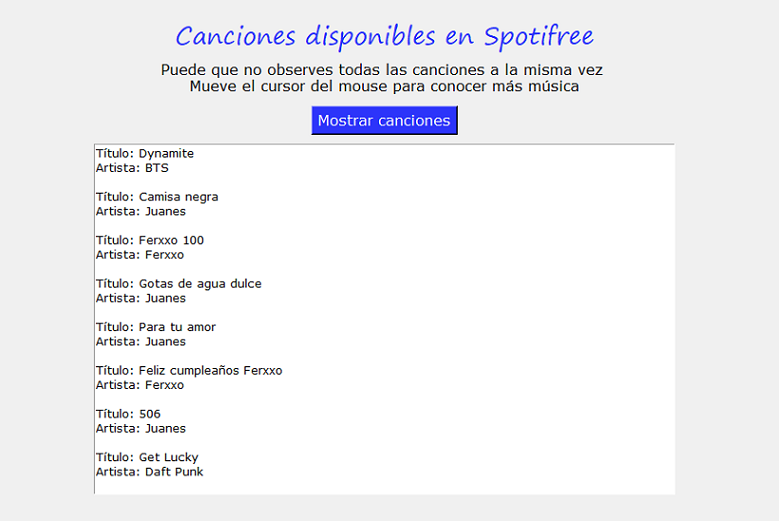 Canciones disponibles en Spotifree
Puede que no observes todas las canciones a la misma vez
Mueve el cursor del mouse para conocer más música
Mostrar canciones
Título: Dynamite
Artista: BTS
Título: Camisa negra
Artista: Juanes
Título: Ferxxo 100
Artista: Ferxxo
Título: Gotas de agua dulce
Artista: Juanes
Título: Para tu amor
Artista: Juanes
Título: Feliz cumpleaños Ferxxo
Artista: Ferxxo
Título: 506
Artista: Juanes
Título: Get Lucky
Artista: Daft Punk